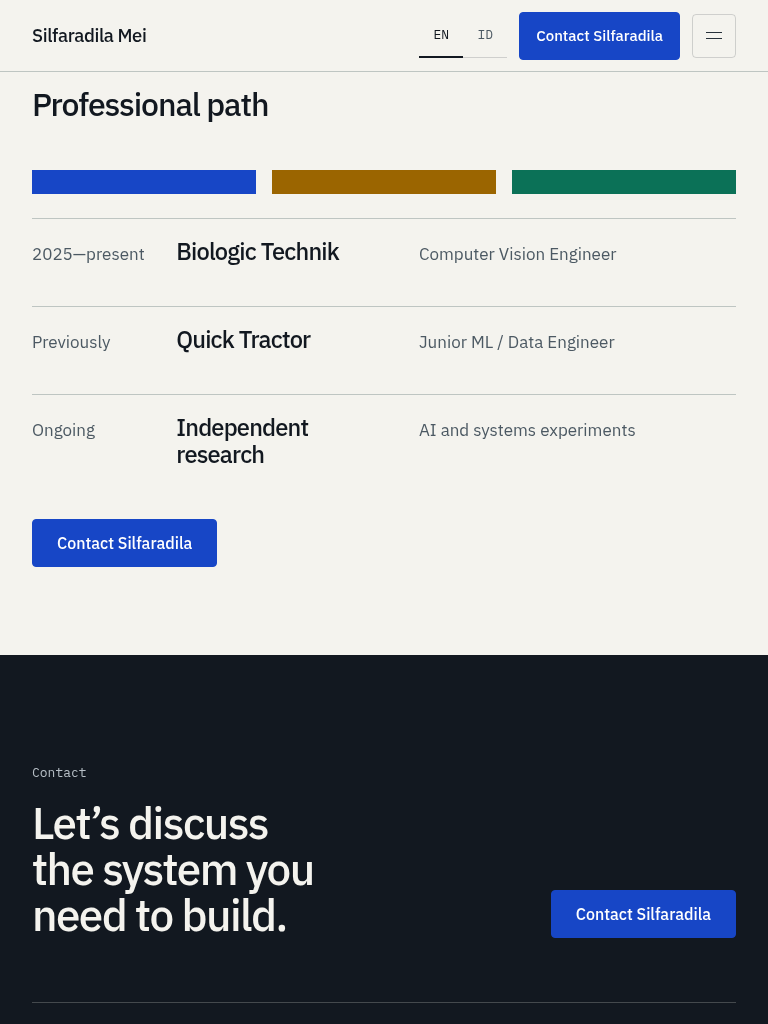 Silfaradila Mei
EN
ID
Contact Silfaradila
Professional path
2025—present
Biologic Technik
Computer Vision Engineer
Previously
Quick Tractor
Junior ML / Data Engineer
Ongoing
Independent
research
AI and systems experiments
Contact Silfaradila
Contact
Let’s discuss
the system you
need to build.
Contact Silfaradila